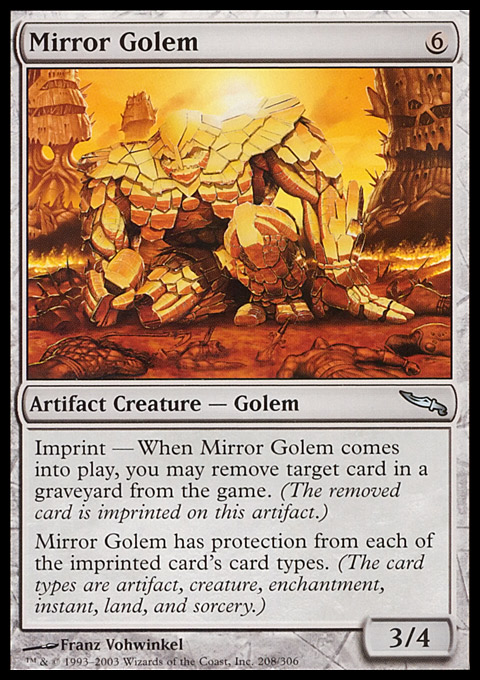 Mirror Golem 6
Artifact Creature — Golem
Imprint — When Mirror Golem comes
into play, you may remove target card in a
graveyard from the game. (The removed
card is imprinted on this artifact.)
Mirror Golem has protection from each of
the imprinted card's card types. (The card
types are artifact, creature, enchantment,
instant, land, and sorcery.)
Franz Vohwinkel
3/4
™ & © 1993–2003 Wizards of the Coast, Inc. 208/306